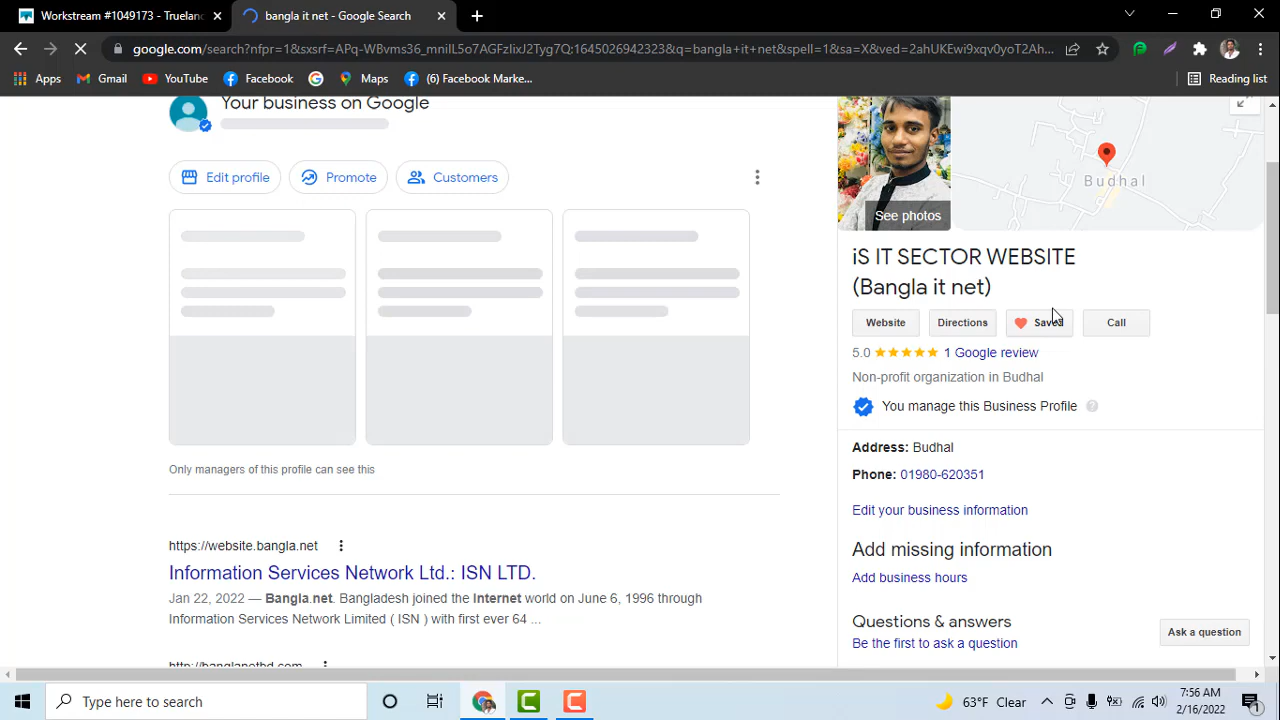 Workstream #1049173 - Trueland
bangla it net - Google Search
google.com/search?nfpr=1&sxsrf=APq-WBvms36_mniIL5o7AGFzlixJ2Tyg7Q:1645026942323&q=bangla+it+net&spell=1&sa=X&ved=2ahUKEwi9xqv0yoT2Ah...
Apps
Gmail
YouTube
Facebook
Maps
(6) Facebook Marke...
Reading list
Your business on Google
Edit profile
Promote
Customers
Only managers of this profile can see this
https://website.bangla.net
Information Services Network Ltd.: ISN LTD.
Jan 22, 2022 — Bangla.net. Bangladesh joined the Internet world on June 6, 1996 through
Information Services Network Limited ( ISN ) with first ever 64 ...
http://banglanetbd.com
Budhal
See photos
iS IT SECTOR WEBSITE
(Bangla it net)
Website
Directions
Saved
Call
5.0
1 Google review
Non-profit organization in Budhal
You manage this Business Profile
Address: Budhal
Phone: 01980-620351
Edit your business information
Add missing information
Add business hours
Questions & answers
Be the first to ask a question
Ask a question
Type here to search
63°F Clear
7:56 AM
2/16/2022
1